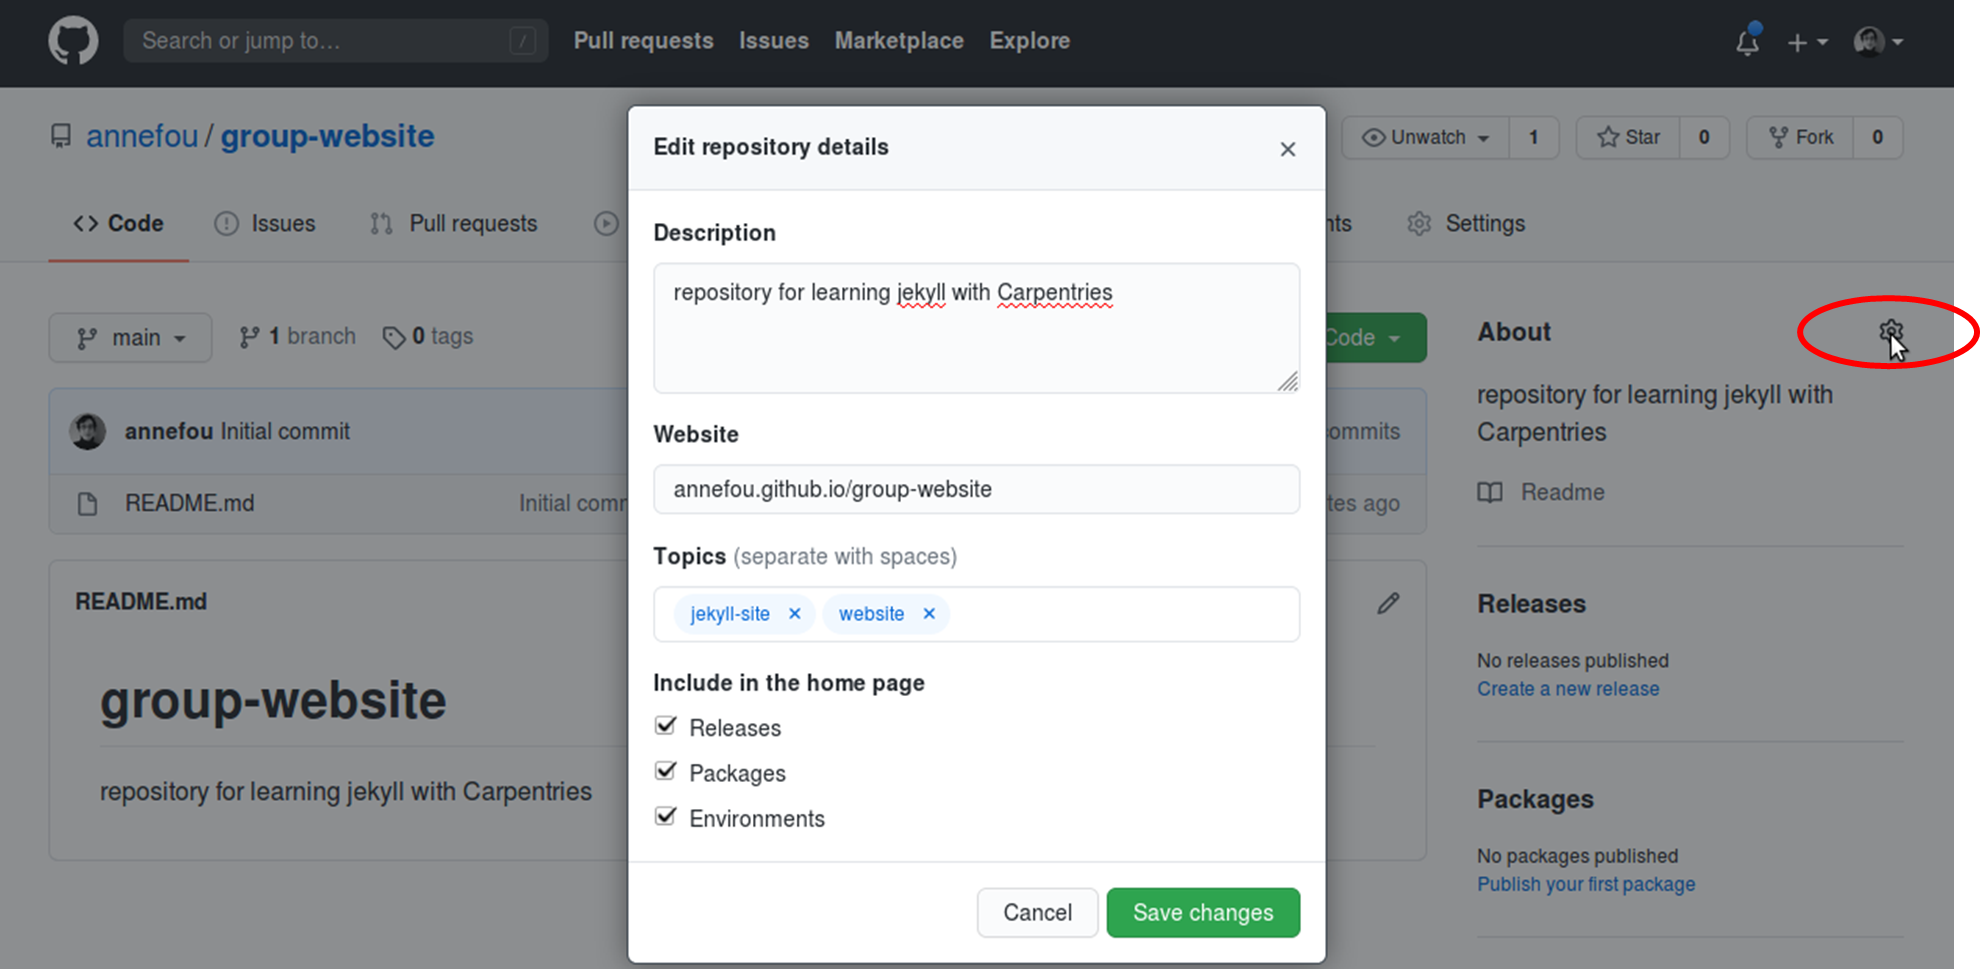 Search or jump to...
/
Pull requests Issues Marketplace Explore
annefou / group-website
Unwatch 1
Star 0
Fork 0
Code
Issues
Pull requests
Settings
Edit repository details
Description
repository for learning jekyll with Carpentries
Website
annefou.github.io/group-website
Topics (separate with spaces)
jekyll-site
website
Include in the home page
Releases
Packages
Environments
Cancel
Save changes
main
1 branch
0 tags
Code
annefou Initial commit
README.md
Initial
ago
README.md
group-website
repository for learning jekyll with Carpentries
About
repository for learning jekyll with
Carpentries
Readme
Releases
No releases published
Create a new release
Packages
No packages published
Publish your first package